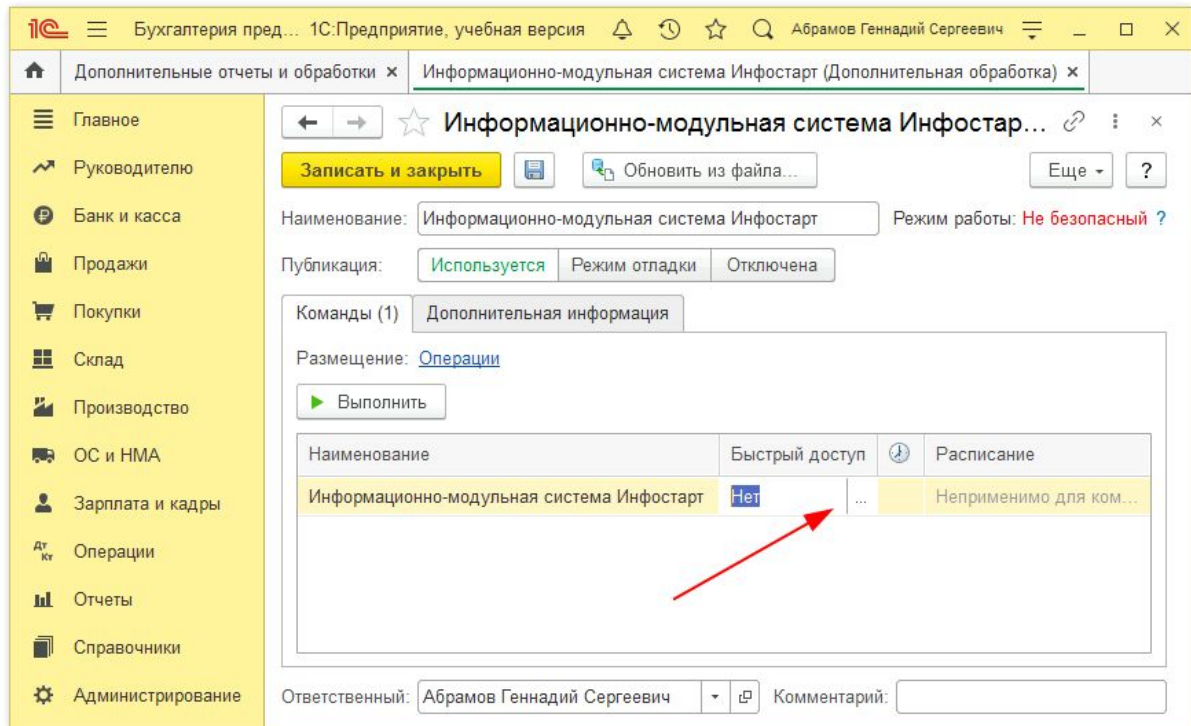 1С Бухгалтерия пред... 1С:Предприятие, учебная версия Абрамов Геннадий Сергеевич
Дополнительные отчеты и обработки × Информационно-модульная система Инфостарт (Дополнительная обработка) ×
Главное
Руководителю
Банк и касса
Продажи
Покупки
Склад
Производство
ОС и НМА
Зарплата и кадры
Дт Кт Операции
Отчеты
Справочники
Администрирование
Информационно-модульная система Инфостар...
Записать и закрыть Обновить из файла... Еще ?
Наименование: Информационно-модульная система Инфостарт Режим работы: Не безопасный ?
Публикация: Используется Режим отладки Отключена
Команды (1) Дополнительная информация
Размещение: Операции
Выполнить
Наименование Быстрый доступ Расписание
Информационно-модульная система Инфостарт Нет ... Неприменимо для ком...
Ответственный: Абрамов Геннадий Сергеевич Комментарий: